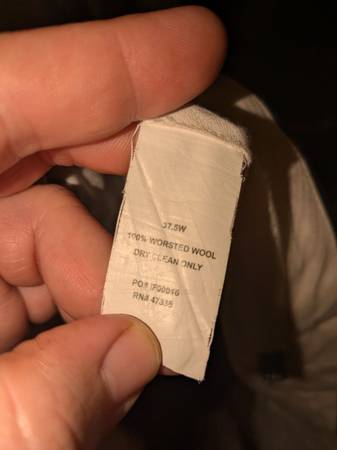 37.5W
100% WORSTED WOOL
DRY CLEAN ONLY
PO#
RN# 47335